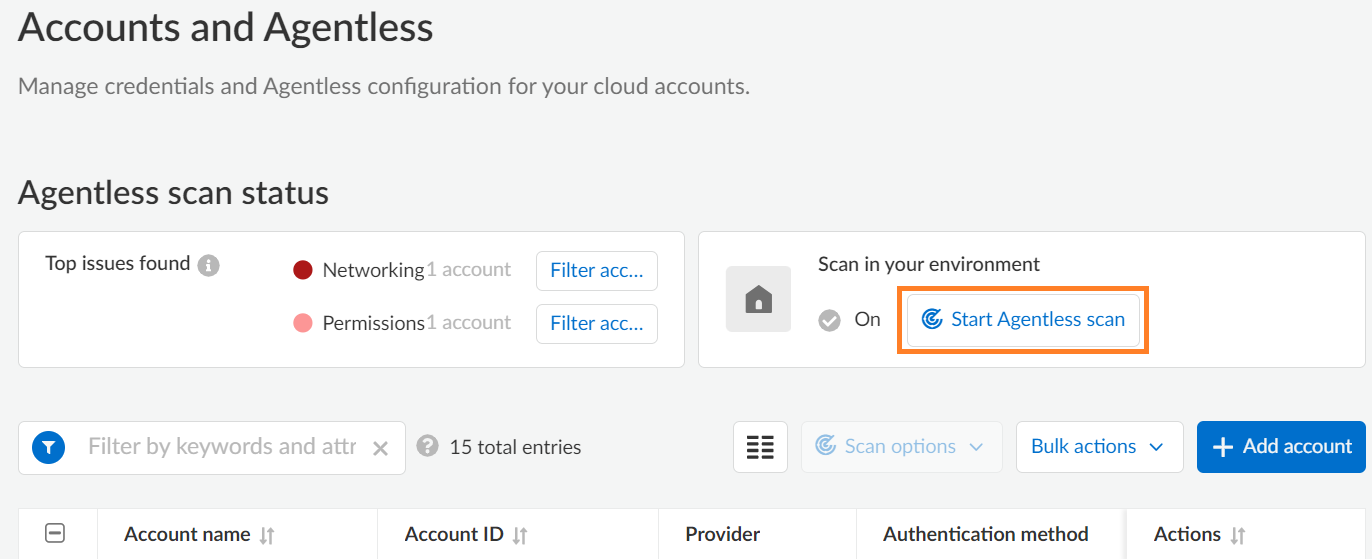 Accounts and Agentless
Manage credentials and Agentless configuration for your cloud accounts.
Agentless scan status
Top issues found
Networking 1 account Filter acc...
Permissions 1 account Filter acc...
Scan in your environment
On Start Agentless scan
Filter by keywords and attr 15 total entries Scan options Bulk actions Add account
Account name Account ID Provider Authentication method Actions